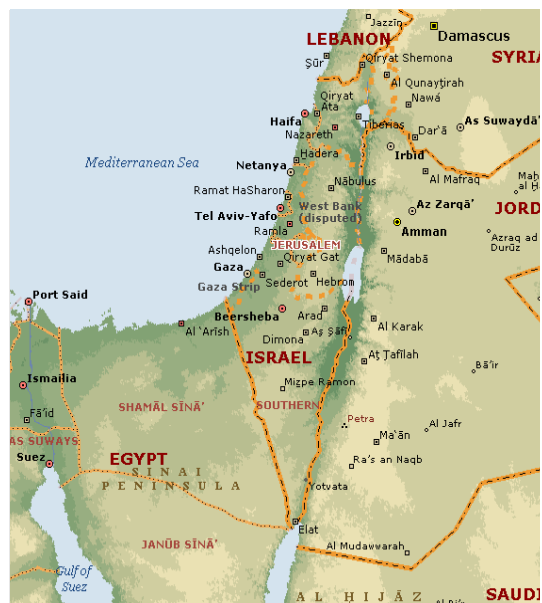 Jazzīn
LEBANON
Damascus
Şūr
Qiryat Shemona
SYRIA
Al Qunayţirah
Qiryat
Ata
Nawá
Haifa
Tiberias
As Suwaydā'
Nazareth
Dar‘ā
Irbid
Hadera
Mediterranean Sea
Netanya
Al Mafraq
Ramat HaSharon
Nābulus
Tel Aviv-Yafo
West Bank
(disputed)
Az Zarqā'
JORD
Ramla
Amman
JERUSALEM
Azraq ad
Durūz
Ashqelon
Qiryat Gat
Mādabā
Gaza
Sederot
Hebrom
Gaza Strip
Port Said
Beersheba
Arad
Al ‘Arīsh
Dimona
Aş Şāfī
Al Karak
ISRAEL
Aţ Ţafīlah
Bā'ir
Ismailia
Mizpe Ramon
SHAMĀL SĪNĀ'
SOUTHERN
Fā'id
Petra
Al Jafr
AS SUWAYS
Ma‘ān
Suez
EGYPT
Ra's an Naqb
SINAI
PENINSULA
Yotvata
Elat
JANŪB SĪNĀ'
Al Mudawwarah
Gulf of
Suez
AL ḤIJĀZ
SAUDI